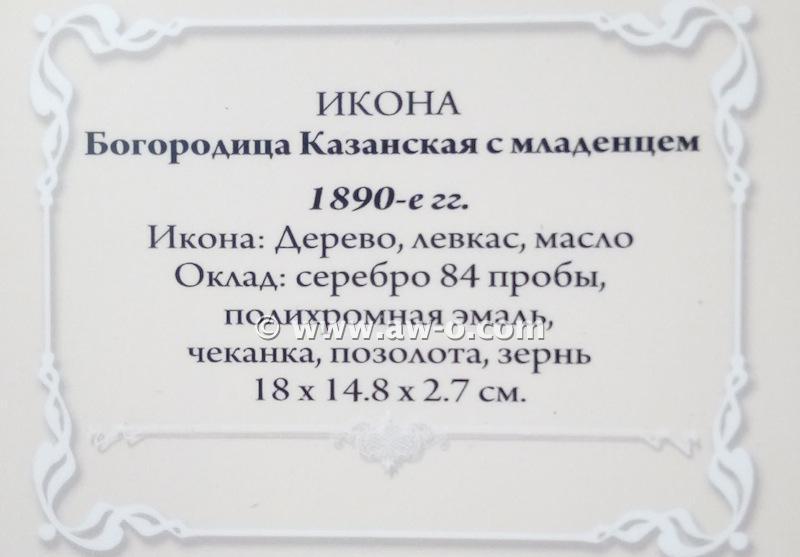 ИКОНА
Богородица Казанская с младенцем
1890-е гг.
Икона: Дерево, левкас, масло
Оклад: серебро 84 пробы,
полихромная эмаль,
© www.aw-o.com
чеканка, позолота, зернь
18 х 14.8 х 2.7 см.